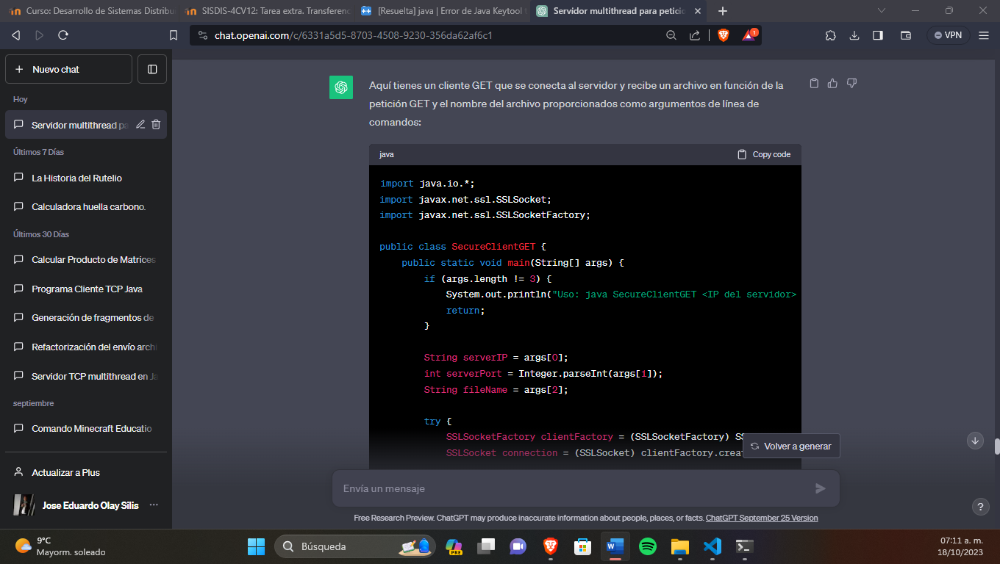 Curso: Desarrollo de Sistemas Distribu
SISDIS-4CV12: Tarea extra. Transferenc
[Resuelta] java | Error de Java Keytool
Servidor multithread para peticio
chat.openai.com/c/6331a5d5-8703-4508-9230-356da62af6c1
1
VPN
Nuevo chat
Hoy
Servidor multithread pa
Últimos 7 Días
La Historia del Rutelio
Calculadora huella carbono.
Últimos 30 Días
Calcular Producto de Matrices
Programa Cliente TCP Java
Generación de fragmentos de
Refactorización del envío archi
Servidor TCP multithread en Ja
septiembre
Comando Minecraft Educatio
Actualizar a Plus
Jose Eduardo Olay Silis
Aquí tienes un cliente GET que se conecta al servidor y recibe un archivo en función de la
petición GET y el nombre del archivo proporcionados como argumentos de línea de
comandos:
java
Copy code
import java.io.*;
import javax.net.ssl.SSLSocket;
import javax.net.ssl.SSLSocketFactory;
public class SecureClientGET {
public static void main(String[] args) {
if (args.length != 3) {
System.out.println("Uso: java SecureClientGET <IP del servidor>
return;
}
String serverIP = args[0];
int serverPort = Integer.parseInt(args[1]);
String fileName = args[2];
try {
SSLSocketFactory clientFactory = (SSLSocketFactory) SS
SSLSocket connection = (SSLSocket) clientFactory.crea
Volver a generar
Envía un mensaje
Free Research Preview. ChatGPT may produce inaccurate information about people, places, or facts. ChatGPT September 25 Version
?
9°C
Mayorm. soleado
Búsqueda
PRE
07:11 a. m.
18/10/2023